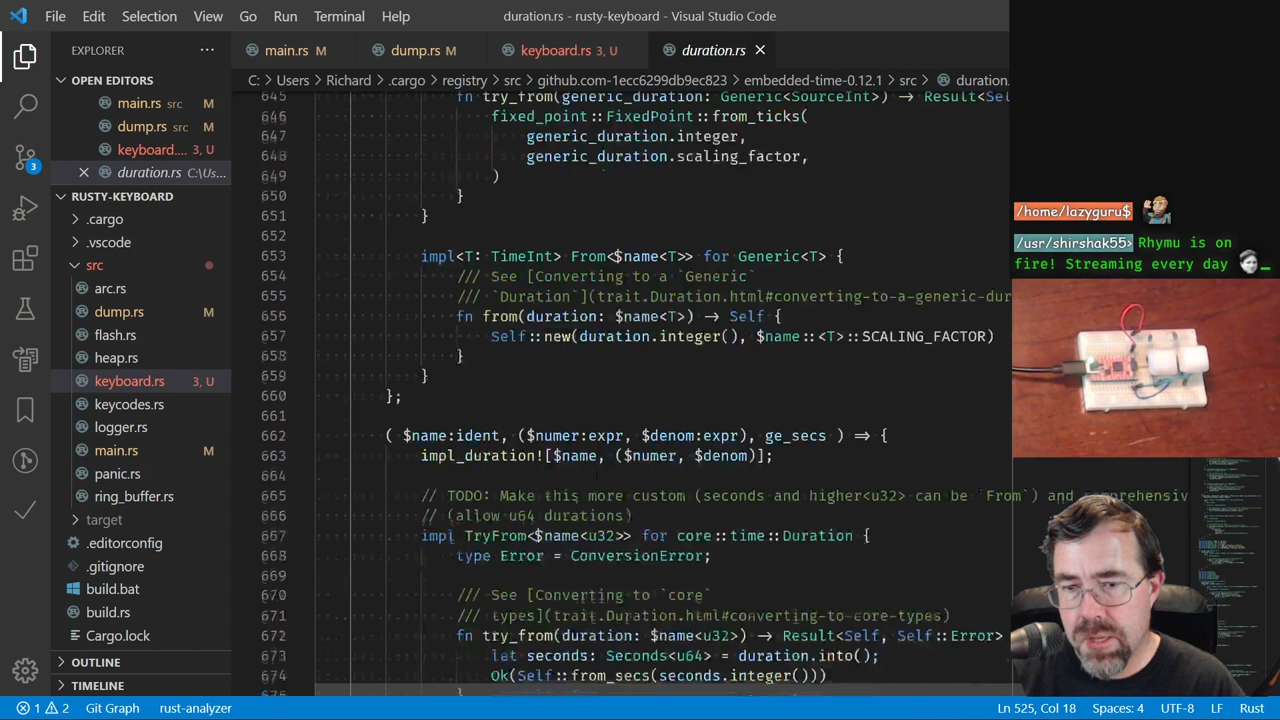 File Edit Selection View Go Run Terminal Help
duration.rs - rusty-keyboard - Visual Studio Code
EXPLORER
main.rs M
dump.rs M
keyboard.rs 3, U
duration.rs
C: > Users > Richard > .cargo > registry > src > github.com-1ecc6299db9ec823 > embedded-time-0.12.1 > src > duration.
OPEN EDITORS
main.rs src M
dump.rs src M
keyboard.... 3, U
duration.rs C:\Us...
RUSTY-KEYBOARD
.cargo
.vscode
src
arc.rs
dump.rs M
flash.rs
heap.rs
keyboard.rs 3, U
keycodes.rs
logger.rs
main.rs M
panic.rs
ring_buffer.rs
target
.editorconfig
.gitignore
build.bat
build.rs
Cargo.lock
OUTLINE
TIMELINE
3
645 fn try_from(generic_duration: Generic<SourceInt>) → Result<Sel
646 fixed_point::FixedPoint::from_ticks(
647 generic_duration.integer,
648 generic_duration.scaling_factor,
649 )
650 }
651 }
652
653 impl<T: TimeInt> From<$name<T>> for Generic<T> {
654 /// See [Converting to a `Generic`
655 /// `Duration`](trait.Duration.html#converting-to-a-generic-dur
656 fn from(duration: $name<T>) → Self {
657 Self::new(duration.integer(), $name::<T>::SCALING_FACTOR)
658 }
659 }
660 };
661
662 ( $name:ident, ($numer:expr, $denom:expr), ge_secs ) ⇒ {
663 impl_duration![$name, ($numer, $denom)];
664
665 // TODO: Make this more custom (seconds and higher<u32> can be `From`) and comprehensiv
666 // (allow u64 durations)
667 impl TryFrom<$name<u32>> for core::time::Duration {
668 type Error = ConversionError;
669
670 /// See [Converting to `core`
671 /// types](trait.Duration.html#converting-to-core-types)
672 fn try_from(duration: $name<u32>) → Result<Self, Self::Error>
673 let seconds: Seconds<u64> = duration.into();
674 Ok(Self::from_secs(seconds.integer()))
675 }
/home/lazyguru$
/usr/shirshak55> Rhymu is on
fire! Streaming every day
1 2 Git Graph rust-analyzer
Ln 525, Col 18 Spaces: 4 UTF-8 LF Rust